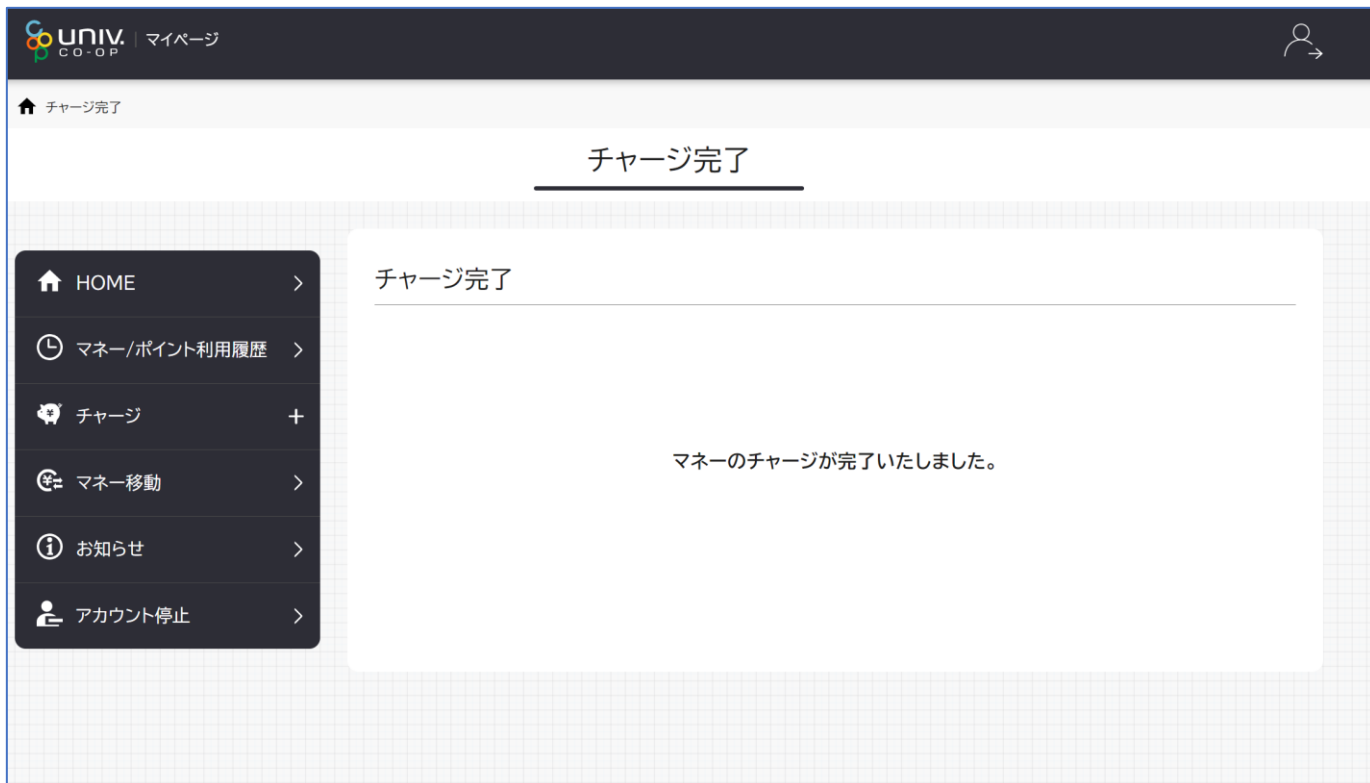 UNIV. CO-OP マイページ
チャージ完了
チャージ完了
HOME
マネー/ポイント利用履歴
チャージ
マネー移動
お知らせ
アカウント停止
チャージ完了
マネーのチャージが完了いたしました。